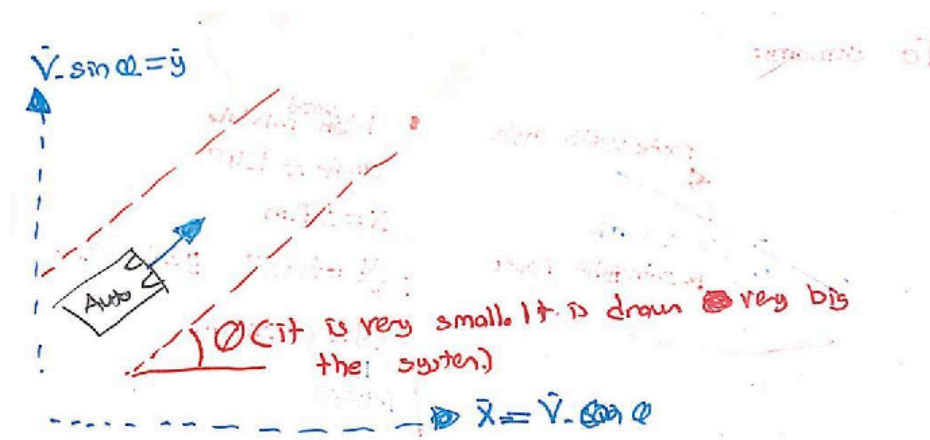 V̄. sin Ø = ȳ
Auto
Ø (it is very small. It is drawn very big
the system.)
X̄ = V̄.